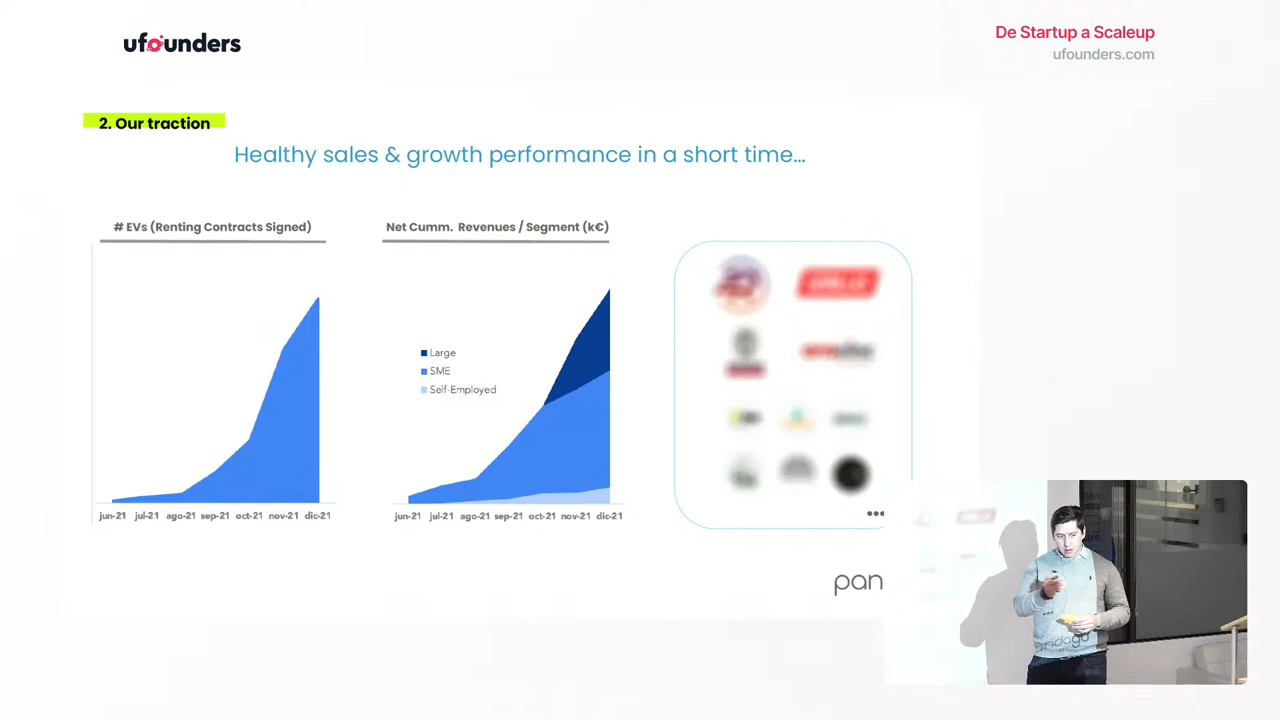 ufounders
De Startup a Scaleup
ufounders.com
2. Our traction
Healthy sales & growth performance in a short time...
# EVs (Renting Contracts Signed)
Net Cumm. Revenues / Segment (k€)
Large
SME
Self-Employed
jun-21 jul-21 ago-21 sep-21 oct-21 nov-21 dic-21
jun-21 jul-21 ago-21 sep-21 oct-21 nov-21 dic-21
pan
ndago